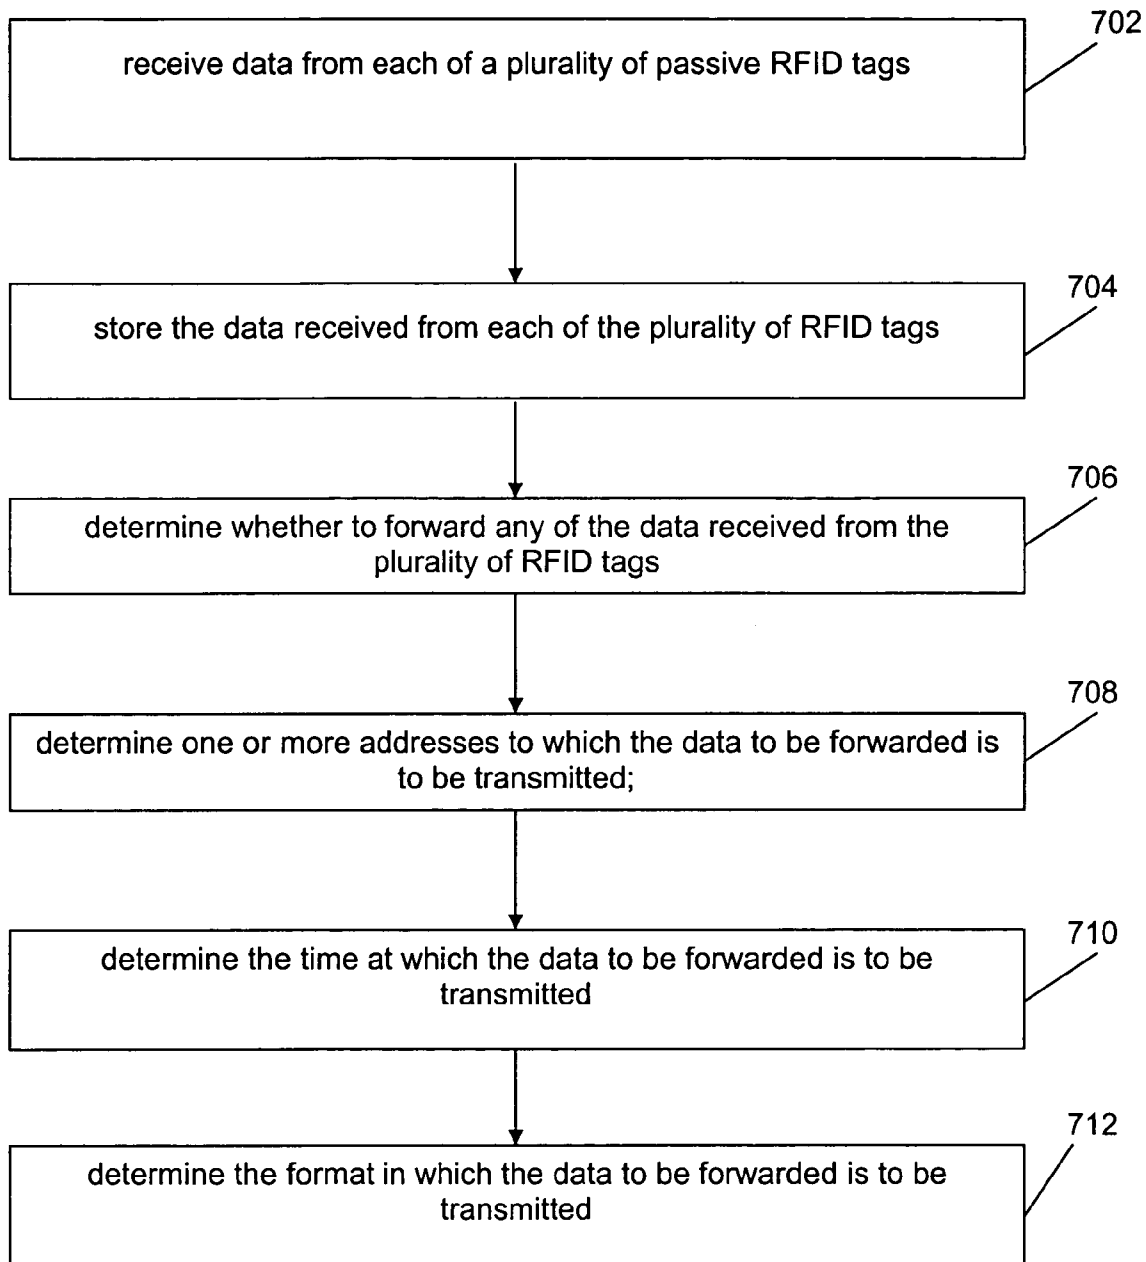 702
receive data from each of a plurality of passive RFID tags
704
store the data received from each of the plurality of RFID tags
706
determine whether to forward any of the data received from the
plurality of RFID tags
708
determine one or more addresses to which the data to be forwarded is
to be transmitted;
710
determine the time at which the data to be forwarded is to be
transmitted
712
determine the format in which the data to be forwarded is to be
transmitted